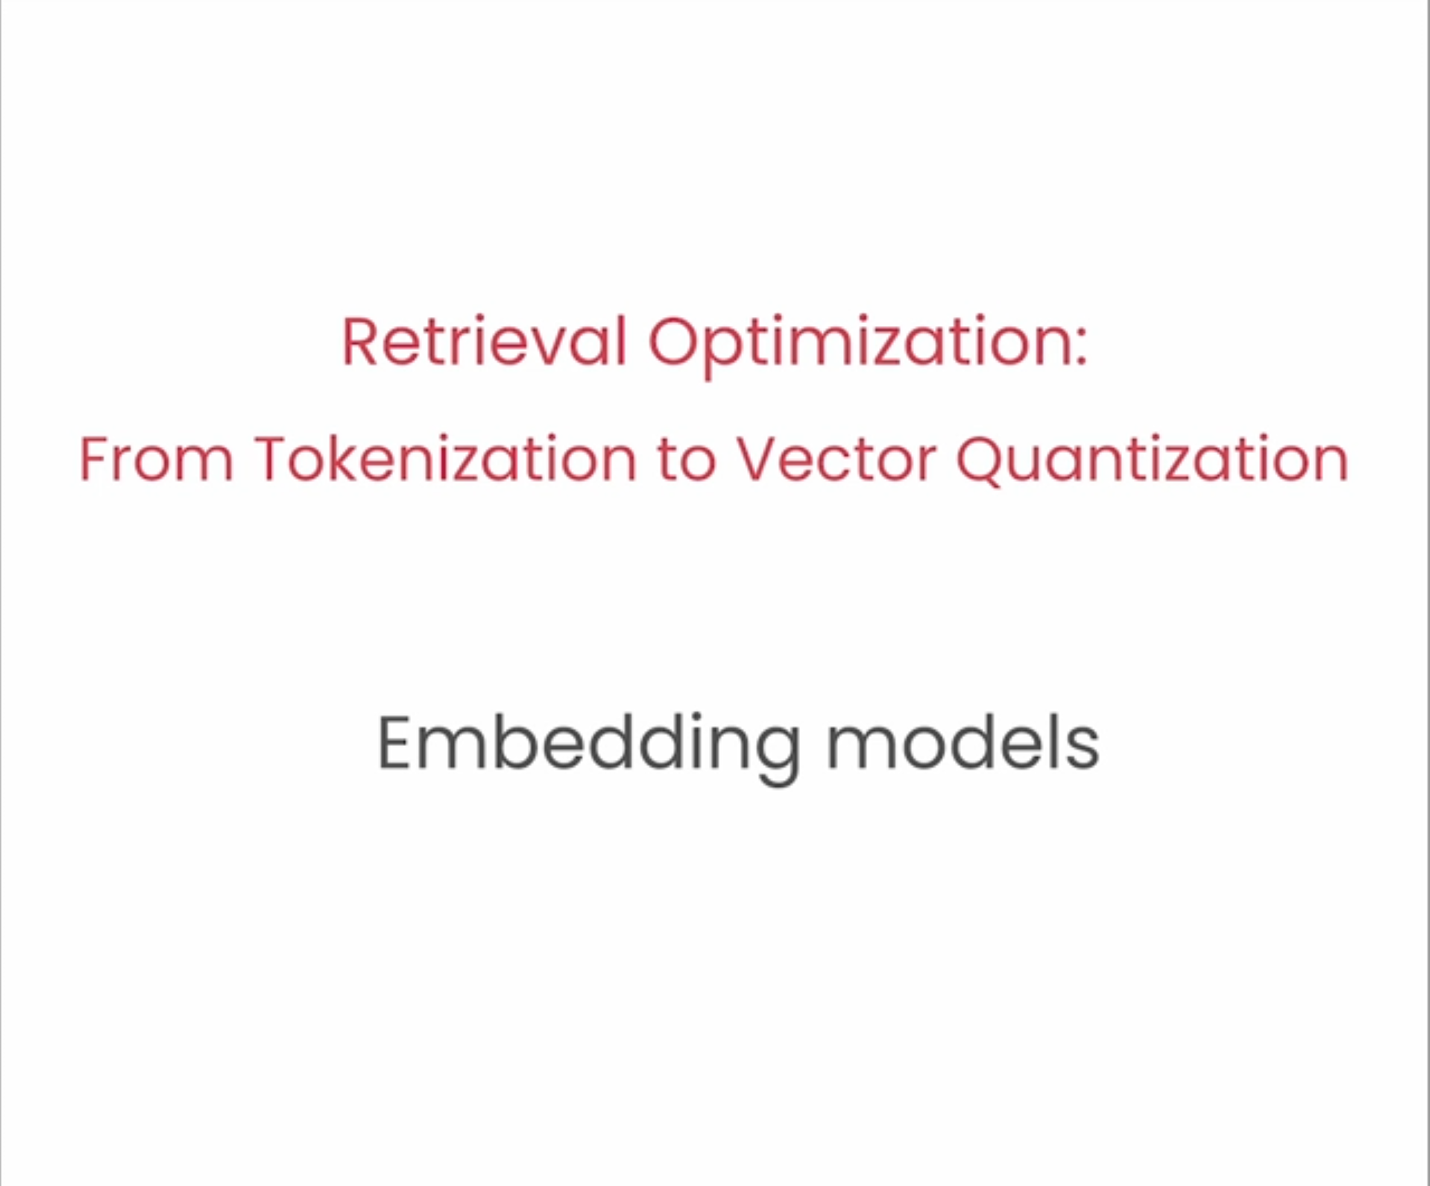 Retrieval Optimization:
From Tokenization to Vector Quantization
Embedding models